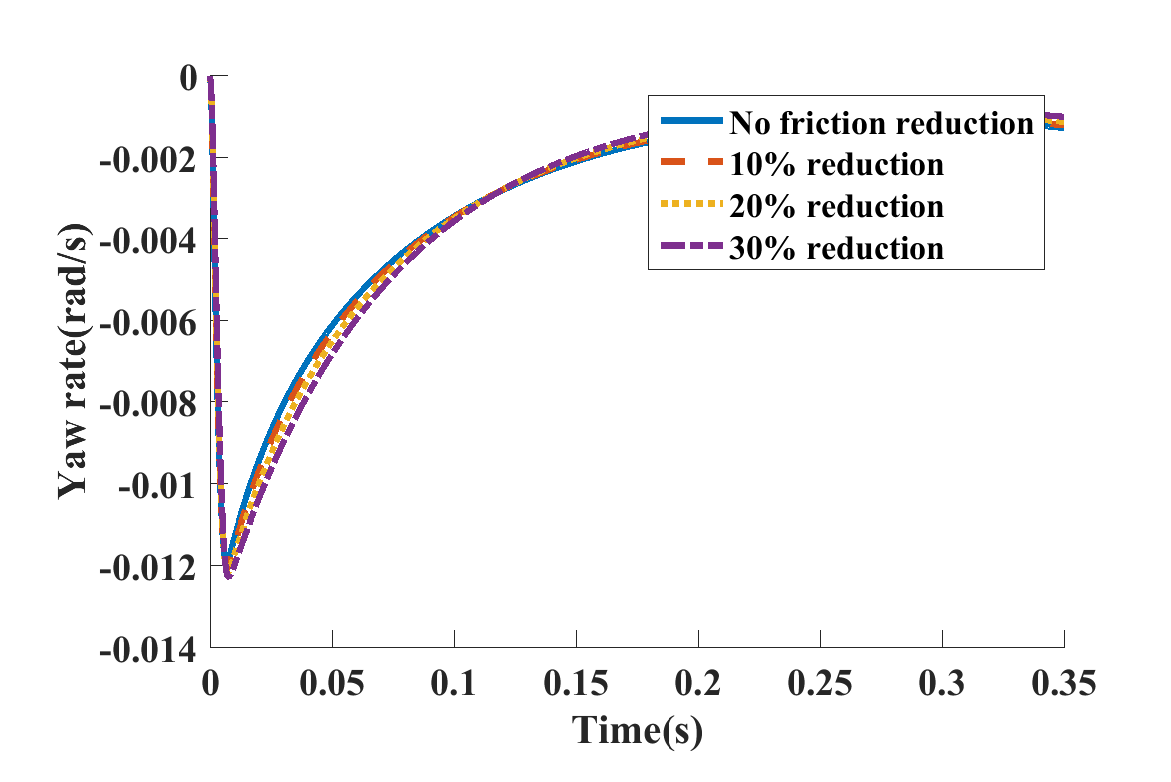 0
-0.002
-0.004
-0.006
-0.008
-0.01
-0.012
-0.014
Yaw rate(rad/s)
No friction reduction
10% reduction
20% reduction
30% reduction
0 0.05 0.1 0.15 0.2 0.25 0.3 0.35
Time(s)